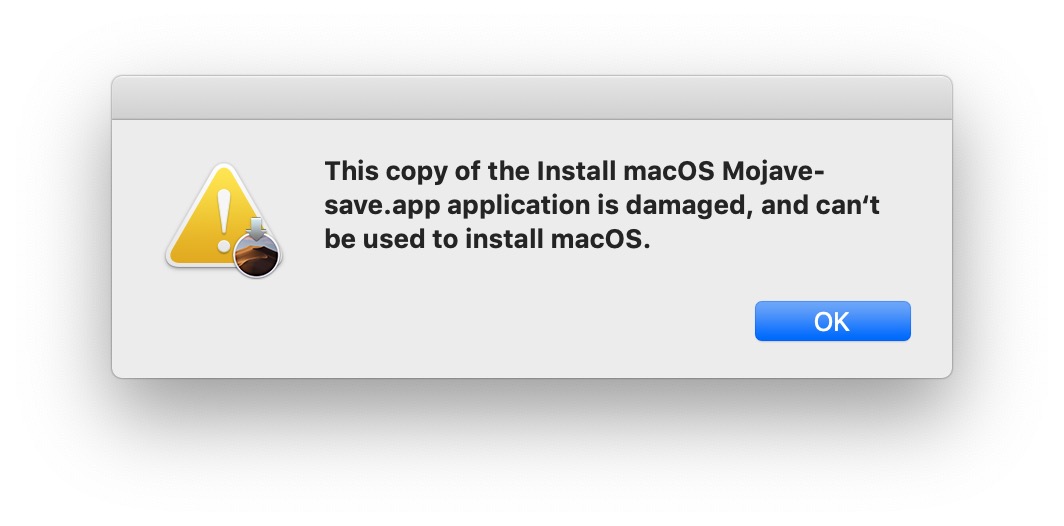 This copy of the Install macOS Mojave-
save.app application is damaged, and can‘t
be used to install macOS.
OK